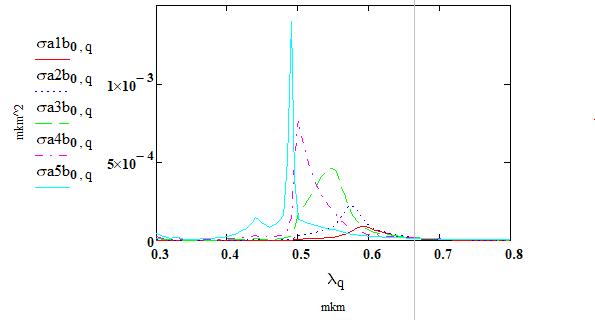 σa1b0 , q
σa2b0 , q
σa3b0 , q
σa4b0 , q
σa5b0 , q
mkm^2
1×10⁻³
5×10⁻⁴
0
0.3 0.4 0.5 0.6 0.7 0.8
λq
mkm